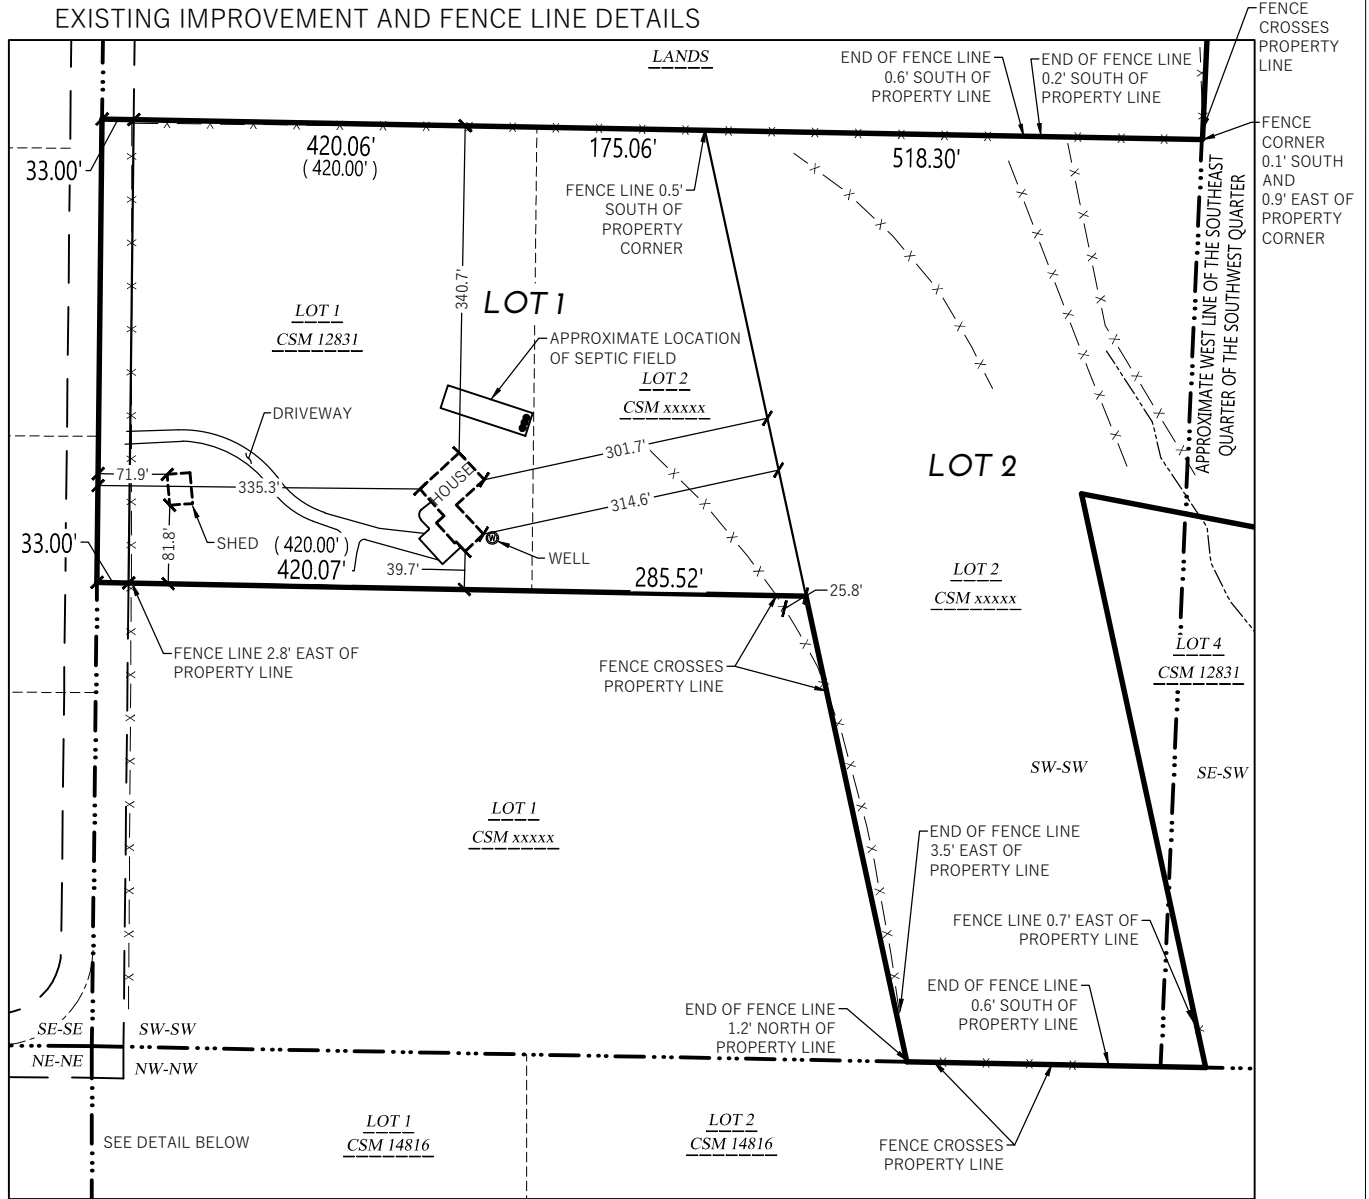 EXISTING IMPROVEMENT AND FENCE LINE DETAILS
FENCE
CROSSES
PROPERTY
LINE
LANDS
END OF FENCE LINE
0.6' SOUTH OF
PROPERTY LINE
END OF FENCE LINE
0.2' SOUTH OF
PROPERTY LINE
FENCE
CORNER
0.1' SOUTH
AND
0.9' EAST OF
PROPERTY
CORNER
33.00'
420.06'
(420.00')
175.06'
518.30'
FENCE LINE 0.5'
SOUTH OF
PROPERTY
CORNER
APPROXIMATE WEST LINE OF THE SOUTHEAST
QUARTER OF THE SOUTHWEST QUARTER
340.7'
LOT 1
LOT 1
CSM 12831
APPROXIMATE LOCATION
OF SEPTIC FIELD
LOT 2
CSM xxxxx
DRIVEWAY
301.7'
LOT 2
71.9'
335.3'
HOUSE
314.6'
33.00'
81.8'
SHED
(420.00')
420.07'
39.7'
W
WELL
285.52'
25.8'
LOT 2
CSM xxxxx
FENCE LINE 2.8' EAST OF
PROPERTY LINE
FENCE CROSSES
PROPERTY LINE
LOT 4
CSM 12831
SW-SW
SE-SW
LOT 1
CSM xxxxx
END OF FENCE LINE
3.5' EAST OF
PROPERTY LINE
FENCE LINE 0.7' EAST OF
PROPERTY LINE
END OF FENCE LINE
1.2' NORTH OF
PROPERTY LINE
END OF FENCE LINE
0.6' SOUTH OF
PROPERTY LINE
SE-SE
SW-SW
NE-NE
NW-NW
SEE DETAIL BELOW
LOT 1
CSM 14816
LOT 2
CSM 14816
FENCE CROSSES
PROPERTY LINE